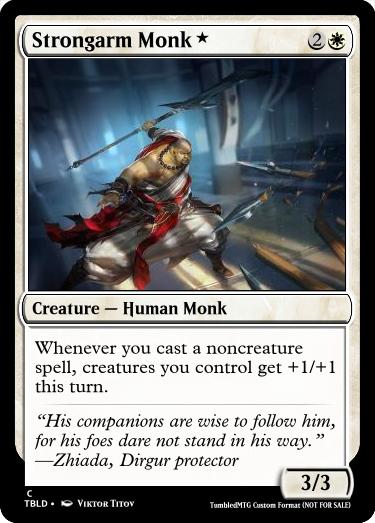 Strongarm Monk ★ 2
Creature — Human Monk
Whenever you cast a noncreature
spell, creatures you control get +1/+1
this turn.
“His companions are wise to follow him,
for his foes dare not stand in his way.”
—Zhiada, Dirgur protector
3/3
C
TBLD • Viktor Titov
TumbledMTG Custom Format (NOT FOR SALE)